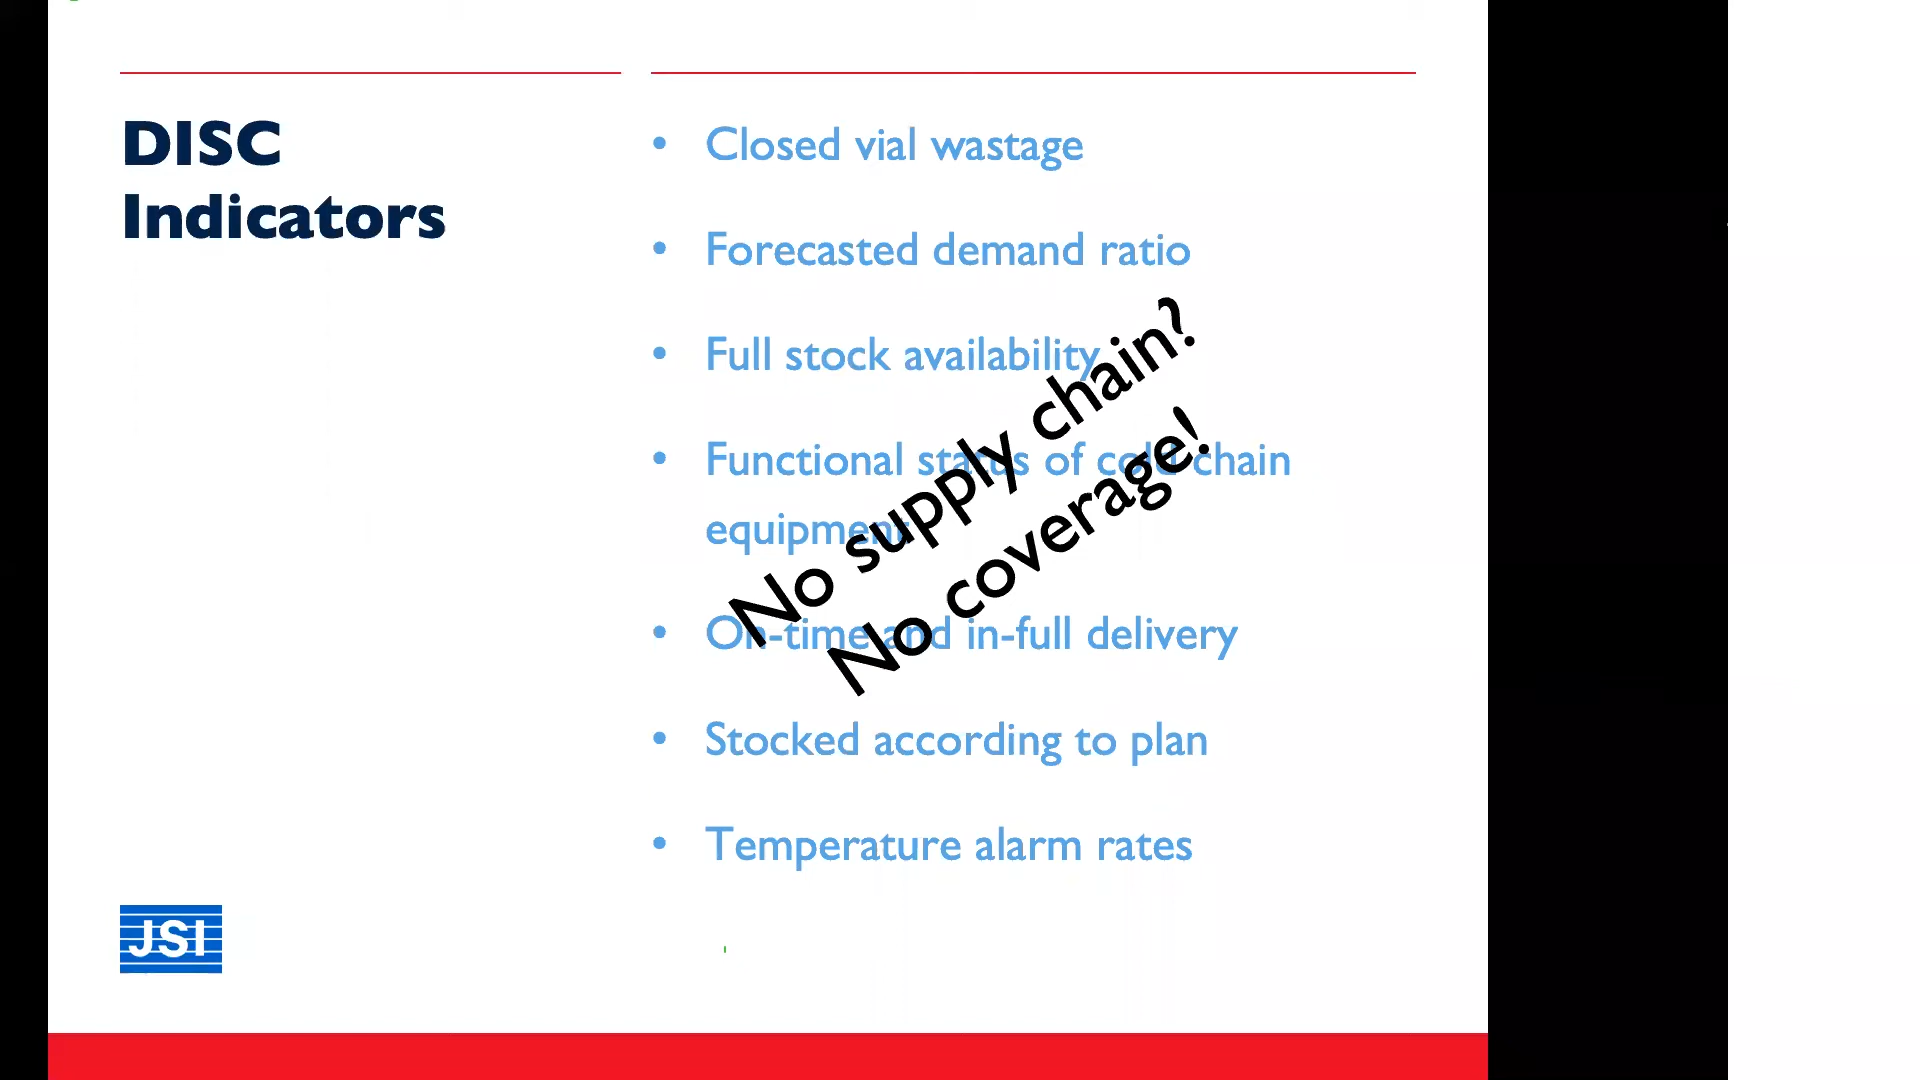 DISC
Indicators
• Closed vial wastage
• Forecasted demand ratio
• Full stock availability
• Functional status of cold chain
equipment
• On-time and in-full delivery
• Stocked according to plan
• Temperature alarm rates
No supply chain?
No coverage!
JSI